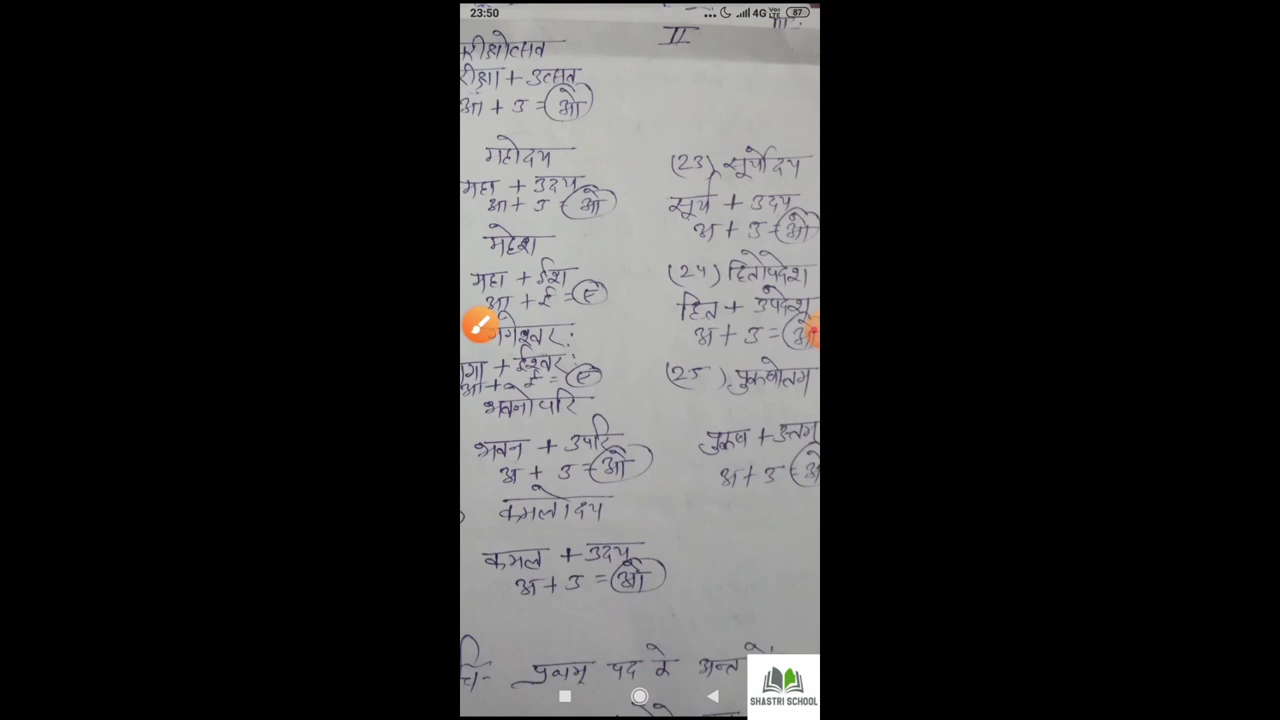 23:50
4G
87
II
रीक्षोत्सव
रीक्षा + उत्सव
आ + उ = ओ
महोदय
महा + उदय
आ + उ = ओ
महेश
महा + ईश
आ + ई = ए
गंगेश्वर:
गंगा + ईश्वर:
आ + ई = ए
भवनोपरि
भवन + उपरि
अ + उ = ओ
कमलोदय
कमल + उदय
अ + उ = ओ
(23) सूर्योदय
सूर्य + उदय
अ + उ = ओ
(24) हितोपदेश
हित + उपदेश
अ + उ = ओ
(25) पुरुषोतम
पुरुष + उत्तम
अ + उ = ओ
प्रथम पद के अन्त
SHASTRI SCHOOL